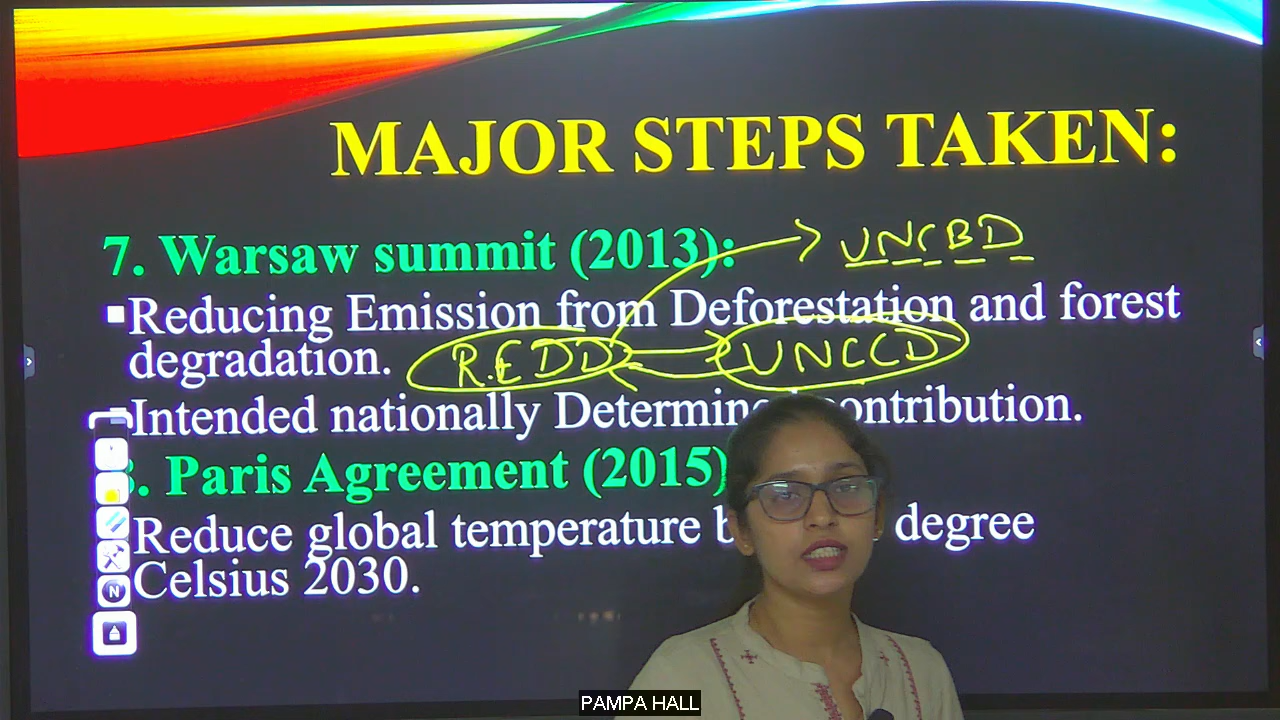 MAJOR STEPS TAKEN:
7. Warsaw summit (2013):
UNCBD
Reducing Emission from Deforestation and forest
degradation.
R.EDD
UNCCD
Intended nationally contribution.
. Paris Agreement (2015)
Reduce global temperature degree
Celsius 2030.
N
PAMPA HALL